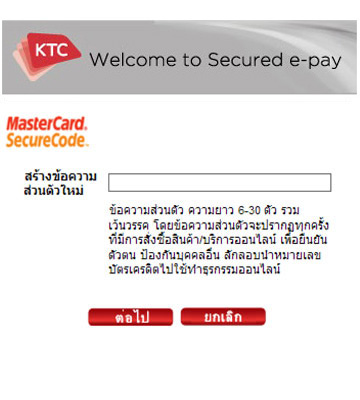 KTC
Welcome to Secured e-pay
MasterCard.
SecureCode.
สร้างข้อความ
ส่วนตัวใหม่
ข้อความส่วนตัว ความยาว 6-30 ตัว รวม
เว้นวรรค โดยข้อความส่วนตัวจะปรากฏทุกครั้ง
ที่มีการสั่งซื้อสินค้า/บริการออนไลน์ เพื่อยืนยัน
ตัวตน ป้องกันบุคคลอื่น ลักลอบนำหมายเลข
บัตรเครดิตไปใช้ทำธุรกรรมออนไลน์
ต่อไป ยกเลิก